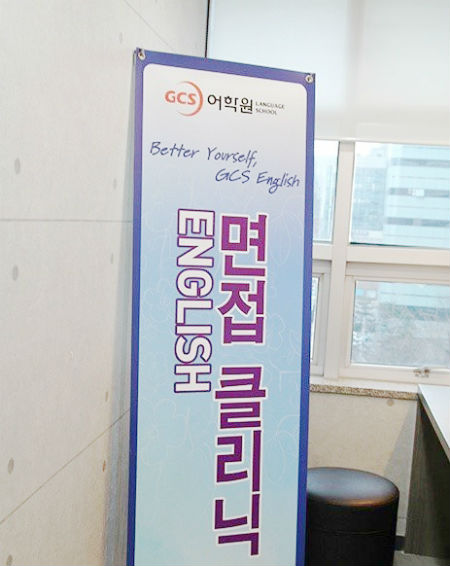 GCS 어학원 LANGUAGE SCHOOL
Better Yourself,
GCS English
ENGLISH
면접 클리닉